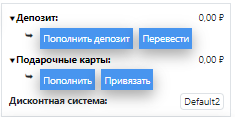 ▼Депозит: 0,00 ₽
Пополнить депозит Перевести
▼Подарочные карты: 0,00 ₽
Пополнить Привязать
Дисконтная система: Default2